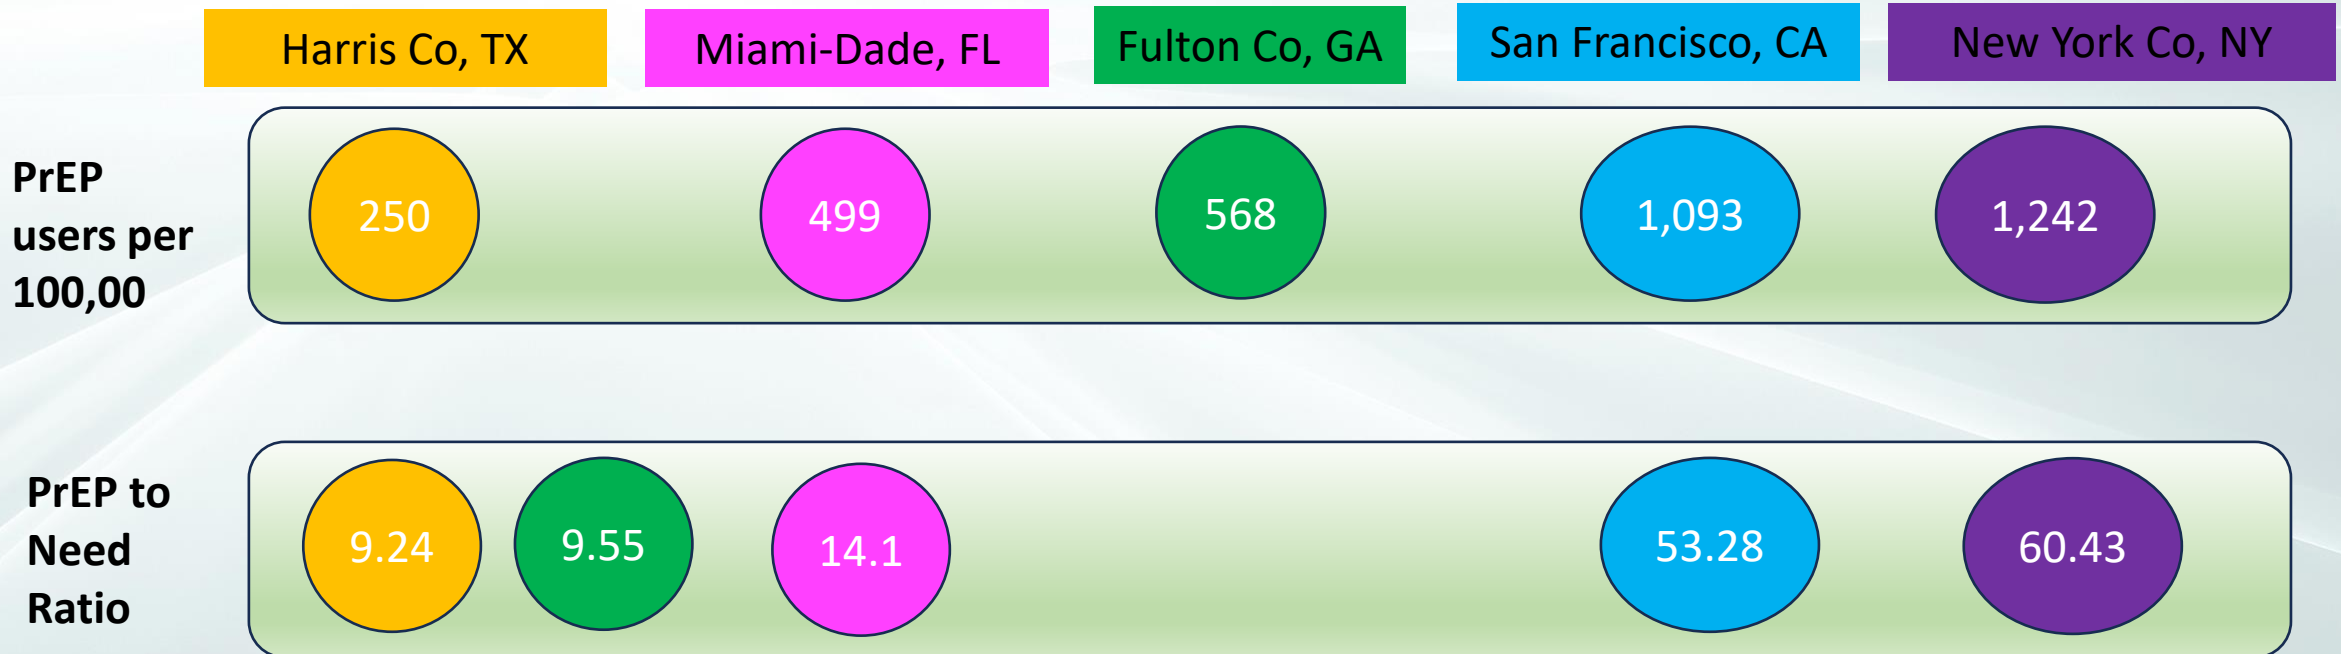 Harris Co, TX
Miami-Dade, FL
Fulton Co, GA
San Francisco, CA
New York Co, NY
PrEP
users per
100,00
250
499
568
1,093
1,242
PrEP to
Need
Ratio
9.24
9.55
14.1
53.28
60.43